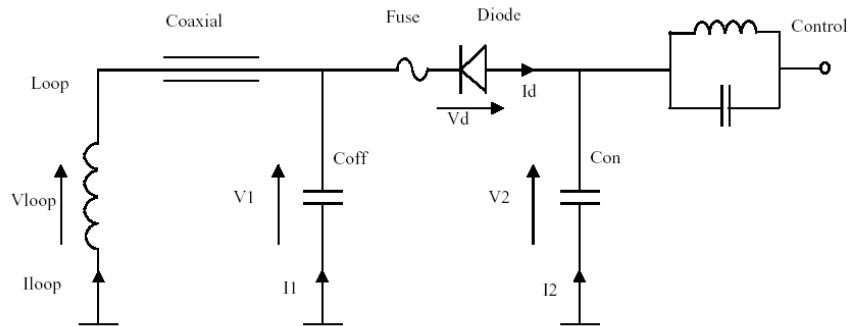 Coaxial
Fuse
Diode
Control
Loop
Id
Vd
Coff
Con
Vloop
V1
V2
Iloop
I1
I2